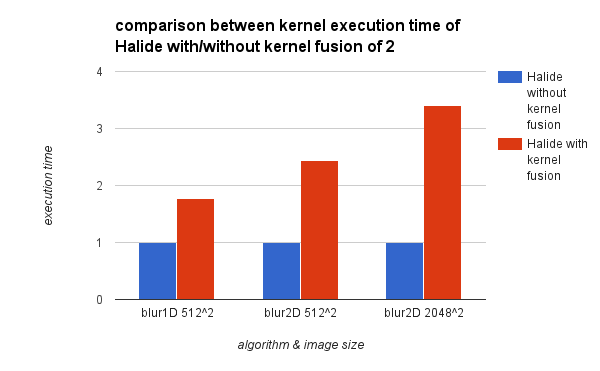 comparison between kernel execution time of
Halide with/without kernel fusion of 2
4
3
2
1
0
execution time
blur1D 512^2
blur2D 512^2
blur2D 2048^2
algorithm & image size
Halide
without
kernel
fusion
Halide with
kernel
fusion